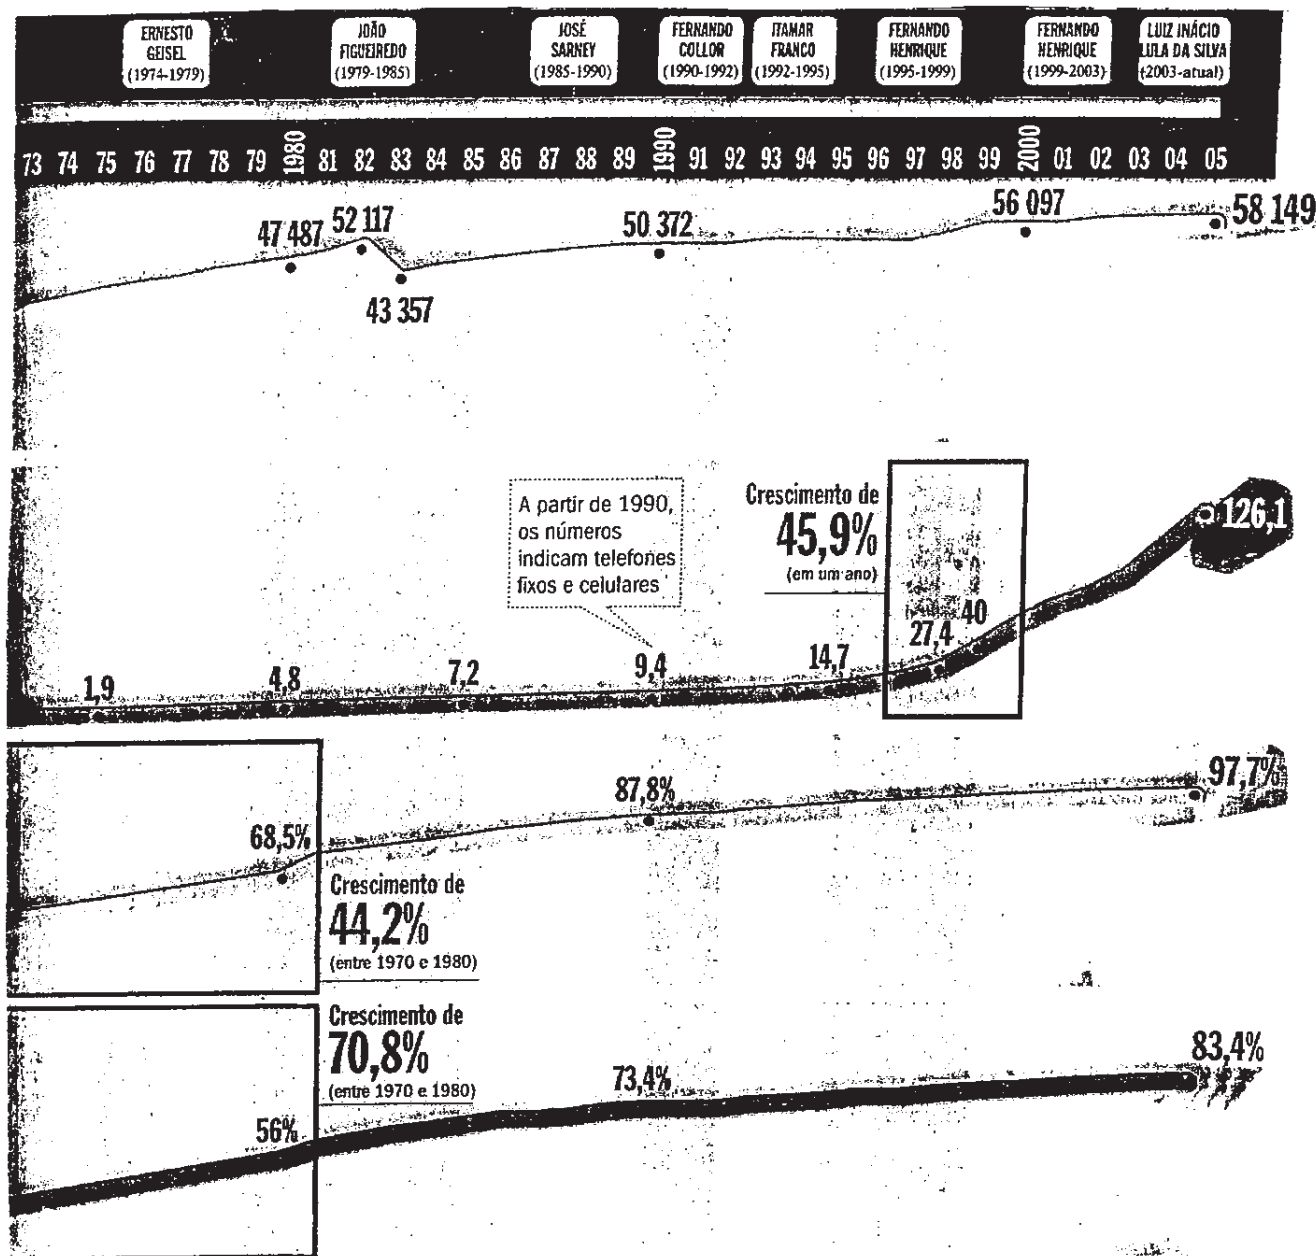 ERNESTO
GEISEL
(1974-1979)
JOÃO
FIGUEIREDO
(1979-1985)
JOSÉ
SARNEY
(1985-1990)
FERNANDO
COLLOR
(1990-1992)
ITAMAR
FRANCO
(1992-1995)
FERNANDO
HENRIQUE
(1995-1999)
FERNANDO
HENRIQUE
(1999-2003)
LUIZ INÁCIO
LULA DA SILVA
(2003-atual)
73 74 75 76 77 78 79 1980 81 82 83 84 85 86 87 88 89 1990 91 92 93 94 95 96 97 98 99 2000 01 02 03 04 05
47 487
52 117
43 357
50 372
56 097
58 149
A partir de 1990,
os números
indicam telefones
fixos e celulares
Crescimento de
45,9%
(em um ano)
1,9
4,8
7,2
9,4
14,7
27,4
40
126,1
68,5%
87,8%
97,7%
Crescimento de
44,2%
(entre 1970 e 1980)
Crescimento de
70,8%
(entre 1970 e 1980)
56%
73,4%
83,4%